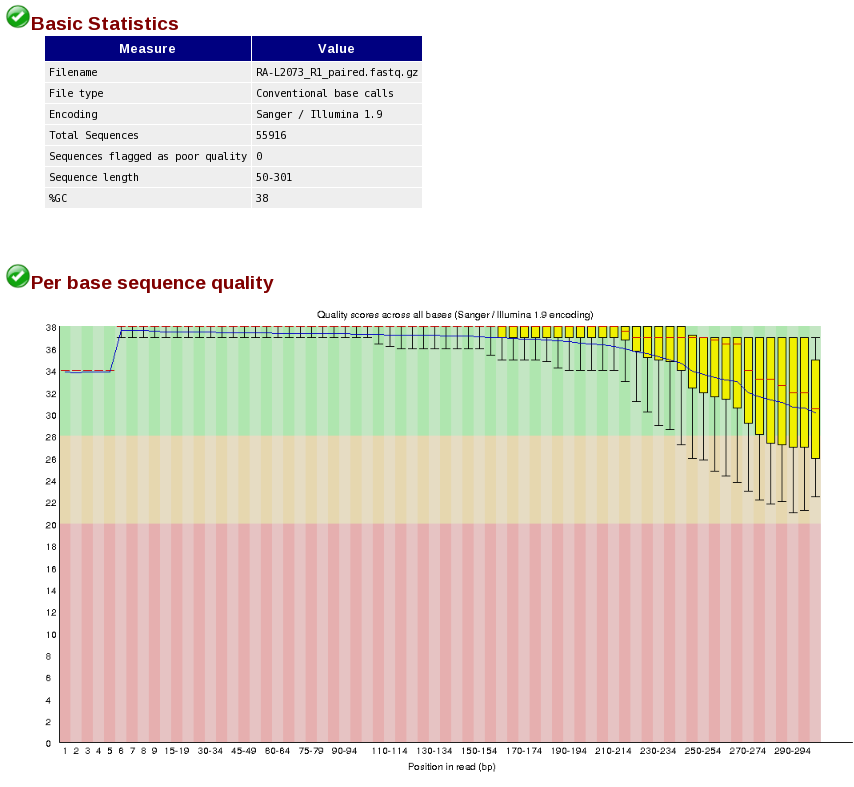 Basic Statistics
Measure Value
Filename RA-L2073_R1_paired.fastq.gz
File type Conventional base calls
Encoding Sanger / Illumina 1.9
Total Sequences 55916
Sequences flagged as poor quality 0
Sequence length 50-301
%GC 38
Per base sequence quality
Quality scores across all bases (Sanger / Illumina 1.9 encoding)
38
36
34
32
30
28
26
24
22
20
18
16
14
12
10
8
6
4
2
0
1 2 3 4 5 6 7 8 9 15-19 30-34 45-49 60-64 75-79 90-94 110-114 130-134 150-154 170-174 190-194 210-214 230-234 250-254 270-274 290-294
Position in read (bp)